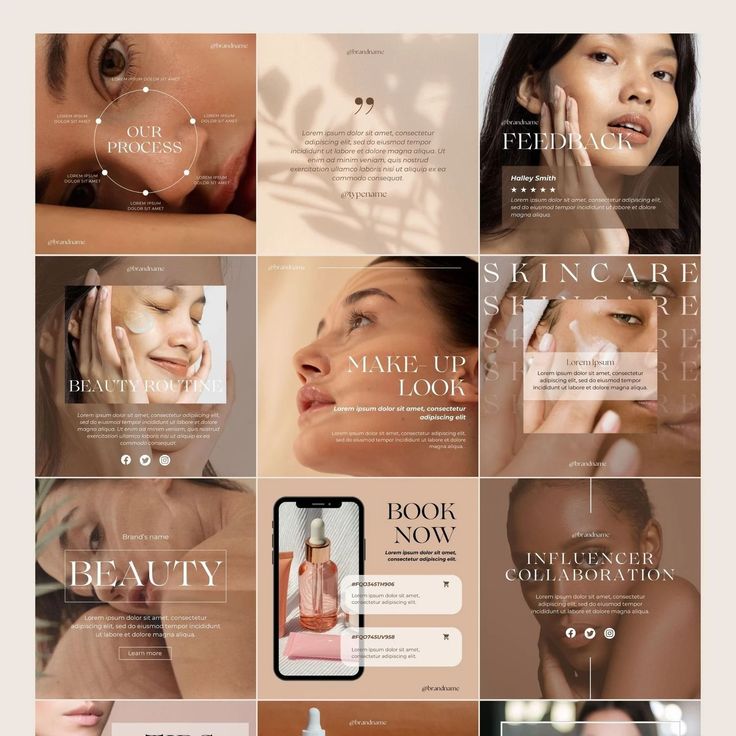 @brandname
LOREM IPSUM DOLOR SIT AMET
LOREM IPSUM
DOLOR SIT AMET
LOREM IPSUM
DOLOR SIT AMET
OUR
PROCESS
LOREM IPSUM
DOLOR SIT AMET
LOREM IPSUM
DOLOR SIT AMET
LOREM IPSUM
DOLOR SIT AMET
@brandname
@brandname
”
Lorem ipsum dolor sit amet, consectetur
adipiscing elit, sed do eiusmod tempor
incididunt ut labore et dolore magna aliqua. Ut
enim ad minim veniam, quis nostrud
exercitation ullamco laboris nisi ut aliquip ex ea
commodo consequat.
@typename
@brandname
FEEDBACK
Halley Smith
★ ★ ★ ★ ★
Lorem ipsum dolor sit amet, consectetur adipiscing elit,
sed do eiusmod tempor incididunt ut labore et dolore
magna aliqua.
@brandname
BEAUTY ROUTINE
Lorem ipsum dolor sit amet, consectetur
adipiscing elit, sed do eiusmod tempor
incididunt ut labore et dolore magna aliqua.
Ut enim ad minim veniam, quis nostrud
exercitation ullamco laboris nisi ut aliquip ex
ea commodo consequat.
@brandname
MAKE- UP
LOOK
Lorem ipsum dolor sit amet, consectetur
adipiscing elit
Lorem ipsum dolor sit amet, consectetur adipiscing
elit, sed do eiusmod tempor incididunt ut labore et
dolore magna.
SKINCARE
SKINCARE
SKINCARE
Lorem Ipsum
Lorem ipsum dolor sit amet,
consectetur adipiscing elit, sed
do eiusmod tempor incididunt
ut labore et dolore magna.
@brandname
Brand's name
BEAUTY
Lorem ipsum dolor sit amet, consectetur
adipiscing elit, sed do eiusmod tempor incididunt
ut labore et dolore magna aliqua.
Learn more
BOOK
NOW
Lorem ipsum dolor sit amet,
consectetur adipiscing elit.
#FQO345TM906
Lorem ipsum dolor sit amet,
consectetur adipiscing elit.
#FQO745UV958
Lorem ipsum dolor sit amet,
consectetur adipiscing elit.
@brandname
@brandname
INFLUENCER
COLLABORATION
Lorem ipsum dolor sit amet, consectetur
adipiscing elit, sed do eiusmod tempor incididunt
ut labore et dolore magna aliqua.
@brandname